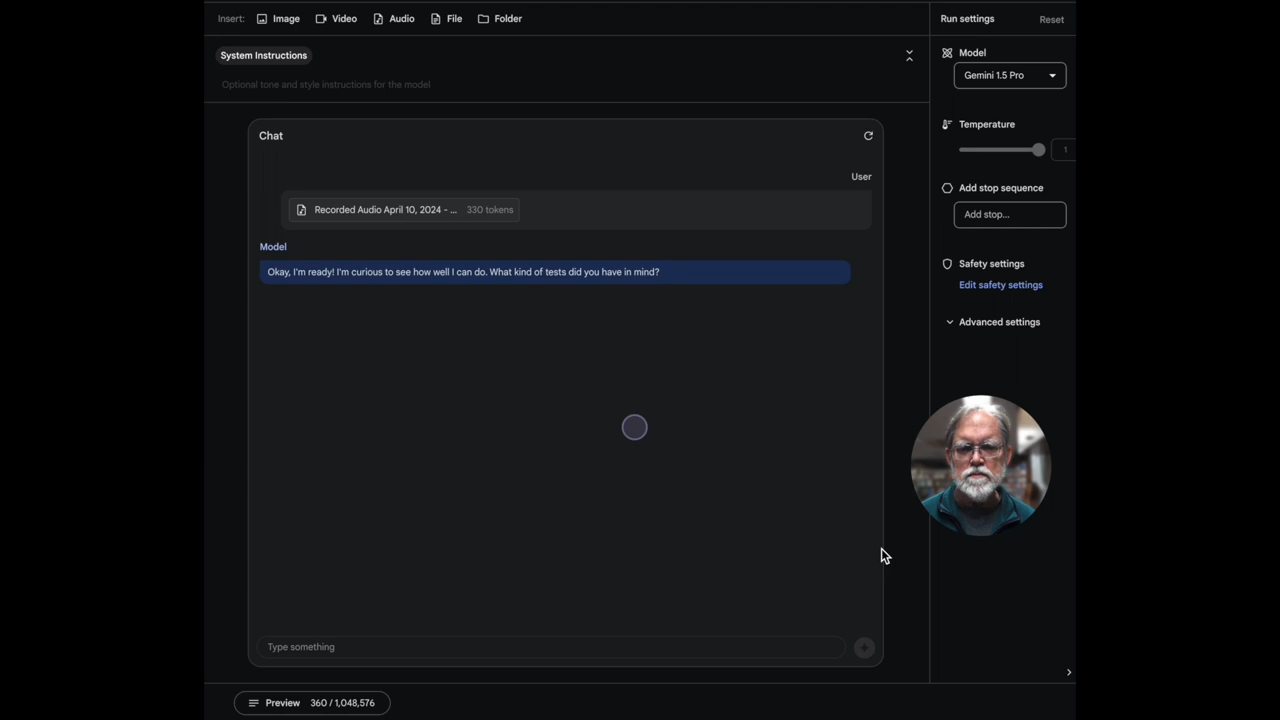 Insert: Image Video Audio File Folder
Run settings Reset
System Instructions
Optional tone and style instructions for the model
Model
Gemini 1.5 Pro
Temperature
1
Add stop sequence
Add stop...
Safety settings
Edit safety settings
Advanced settings
Chat
User
Recorded Audio April 10, 2024 - ... 330 tokens
Model
Okay, I'm ready! I'm curious to see how well I can do. What kind of tests did you have in mind?
Type something
Preview 360 / 1,048,576